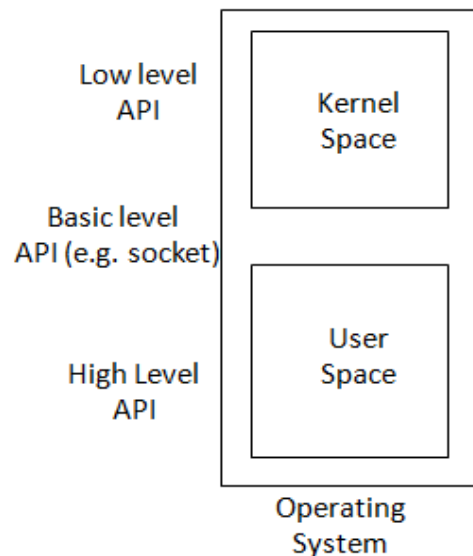 Low level
API
Kernel
Space
Basic level
API (e.g. socket)
High Level
API
User
Space
Operating
System